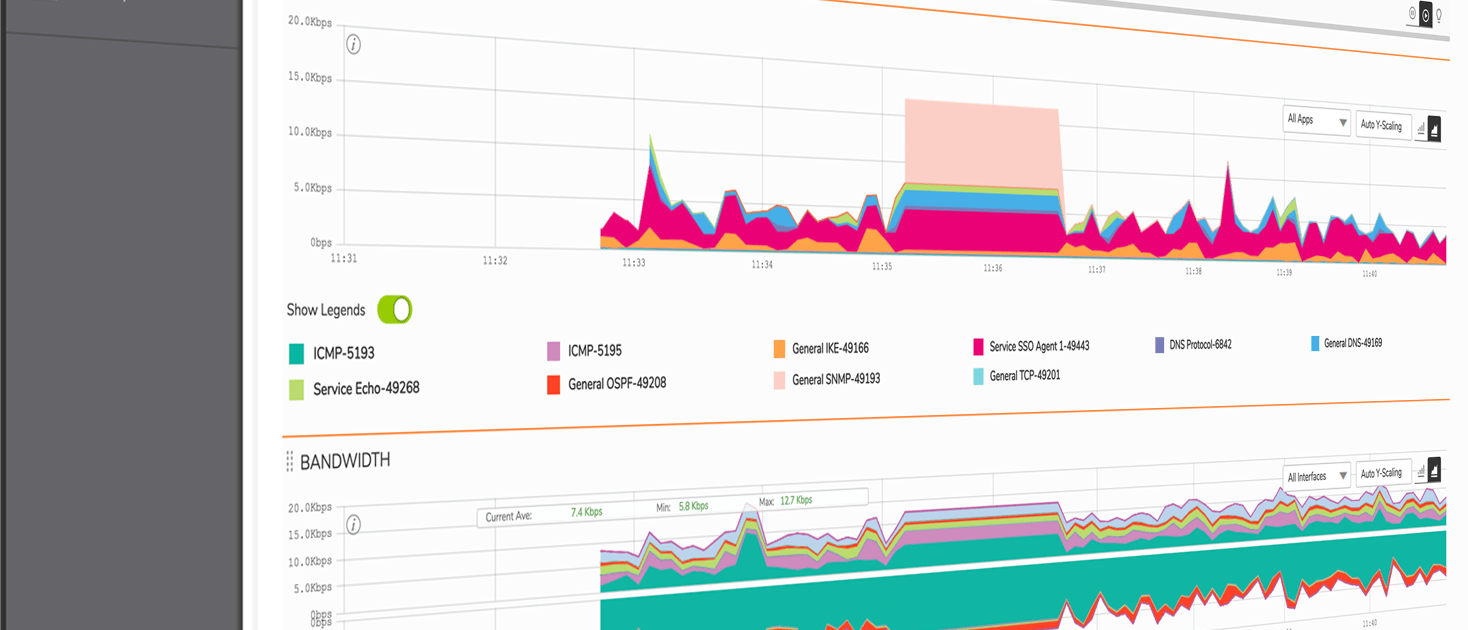 20.0Kbps
15.0Kbps
10.0Kbps
5.0Kbps
0bps
All Apps
Auto Y-Scaling
11:31 11:32 11:33 11:34 11:35 11:36 11:37 11:38 11:39 11:40
Show Legends
ICMP-5193 ICMP-5195 General IKE-49166 Service SSO Agent 1-49443 DNS Protocol-6842 General DNS-49169
Service Echo-49268 General OSPF-49208 General SNMP-49193 General TCP-49201
BANDWIDTH
All Interfaces
Auto Y-Scaling
Current Ave: 7.4 Kbps Min: 5.8 Kbps Max: 12.7 Kbps
20.0Kbps
15.0Kbps
10.0Kbps
5.0Kbps
0bps
0bps
11:40